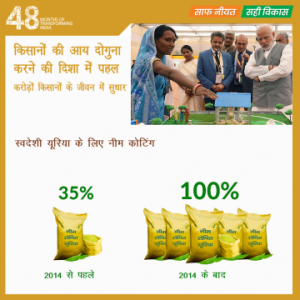 48 MONTHS OF
TRANSFORMING
INDIA
साफ नीयत सही विकास
किसानों की आय दोगुना
करने की दिशा में पहल
करोड़ों किसानों के जीवन में सुधार
स्वदेशी यूरिया के लिए नीम कोटिंग
35%
100%
नीम
कोटिंग
यूरिया
नीम
कोटिंग
यूरिया
2014 से पहले
2014 के बाद